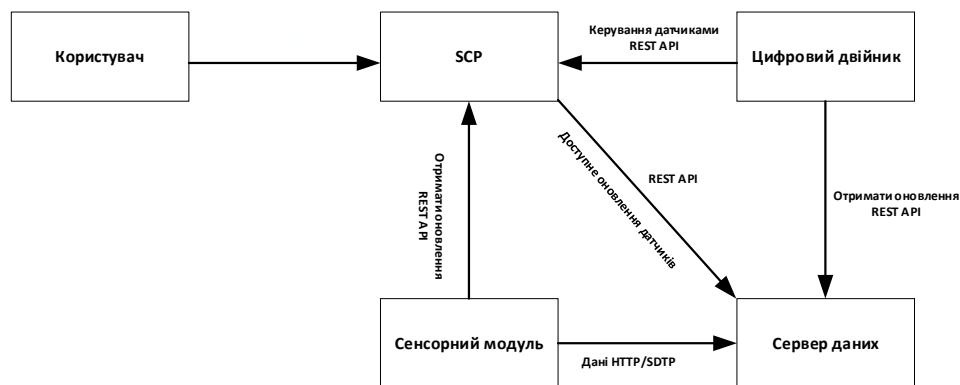 Користувач
SCP
Керування датчиками
REST API
Цифровий двійник
Отримати оновлення
REST API
REST API
Доступне оновлення датчиків
Отримати оновлення
REST API
Сенсорний модуль
Дані HTTP/SDTP
Сервер даних